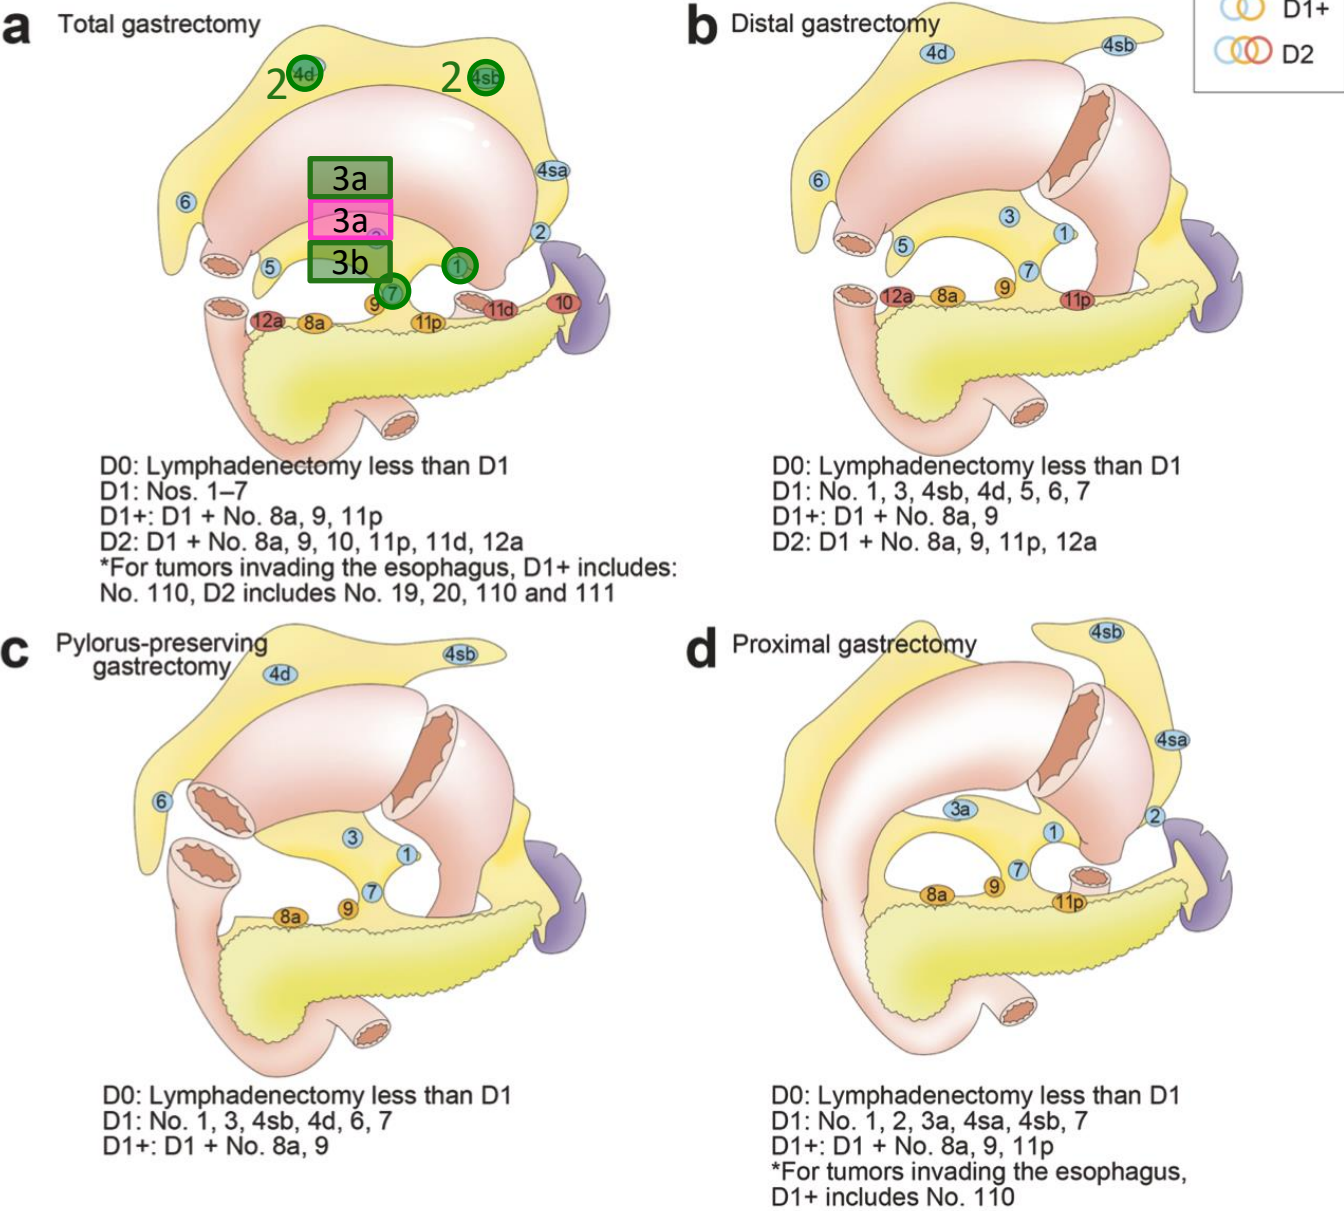 a Total gastrectomy
2 4d
2 4sb
3a
3a
3b
4sa
6
2
5
1
7
9
12a
8a
11p
11d
10
D0: Lymphadenectomy less than D1
D1: Nos. 1–7
D1+: D1 + No. 8a, 9, 11p
D2: D1 + No. 8a, 9, 10, 11p, 11d, 12a
*For tumors invading the esophagus, D1+ includes:
No. 110, D2 includes No. 19, 20, 110 and 111
b Distal gastrectomy
D1+
D2
4d
4sb
6
3
1
5
7
9
12a
8a
11p
D0: Lymphadenectomy less than D1
D1: No. 1, 3, 4sb, 4d, 5, 6, 7
D1+: D1 + No. 8a, 9
D2: D1 + No. 8a, 9, 11p, 12a
c Pylorus-preserving
gastrectomy
4sb
4d
6
3
1
7
9
8a
D0: Lymphadenectomy less than D1
D1: No. 1, 3, 4sb, 4d, 6, 7
D1+: D1 + No. 8a, 9
d Proximal gastrectomy
4sb
4sa
3a
2
1
7
9
8a
11p
D0: Lymphadenectomy less than D1
D1: No. 1, 2, 3a, 4sa, 4sb, 7
D1+: D1 + No. 8a, 9, 11p
*For tumors invading the esophagus,
D1+ includes No. 110